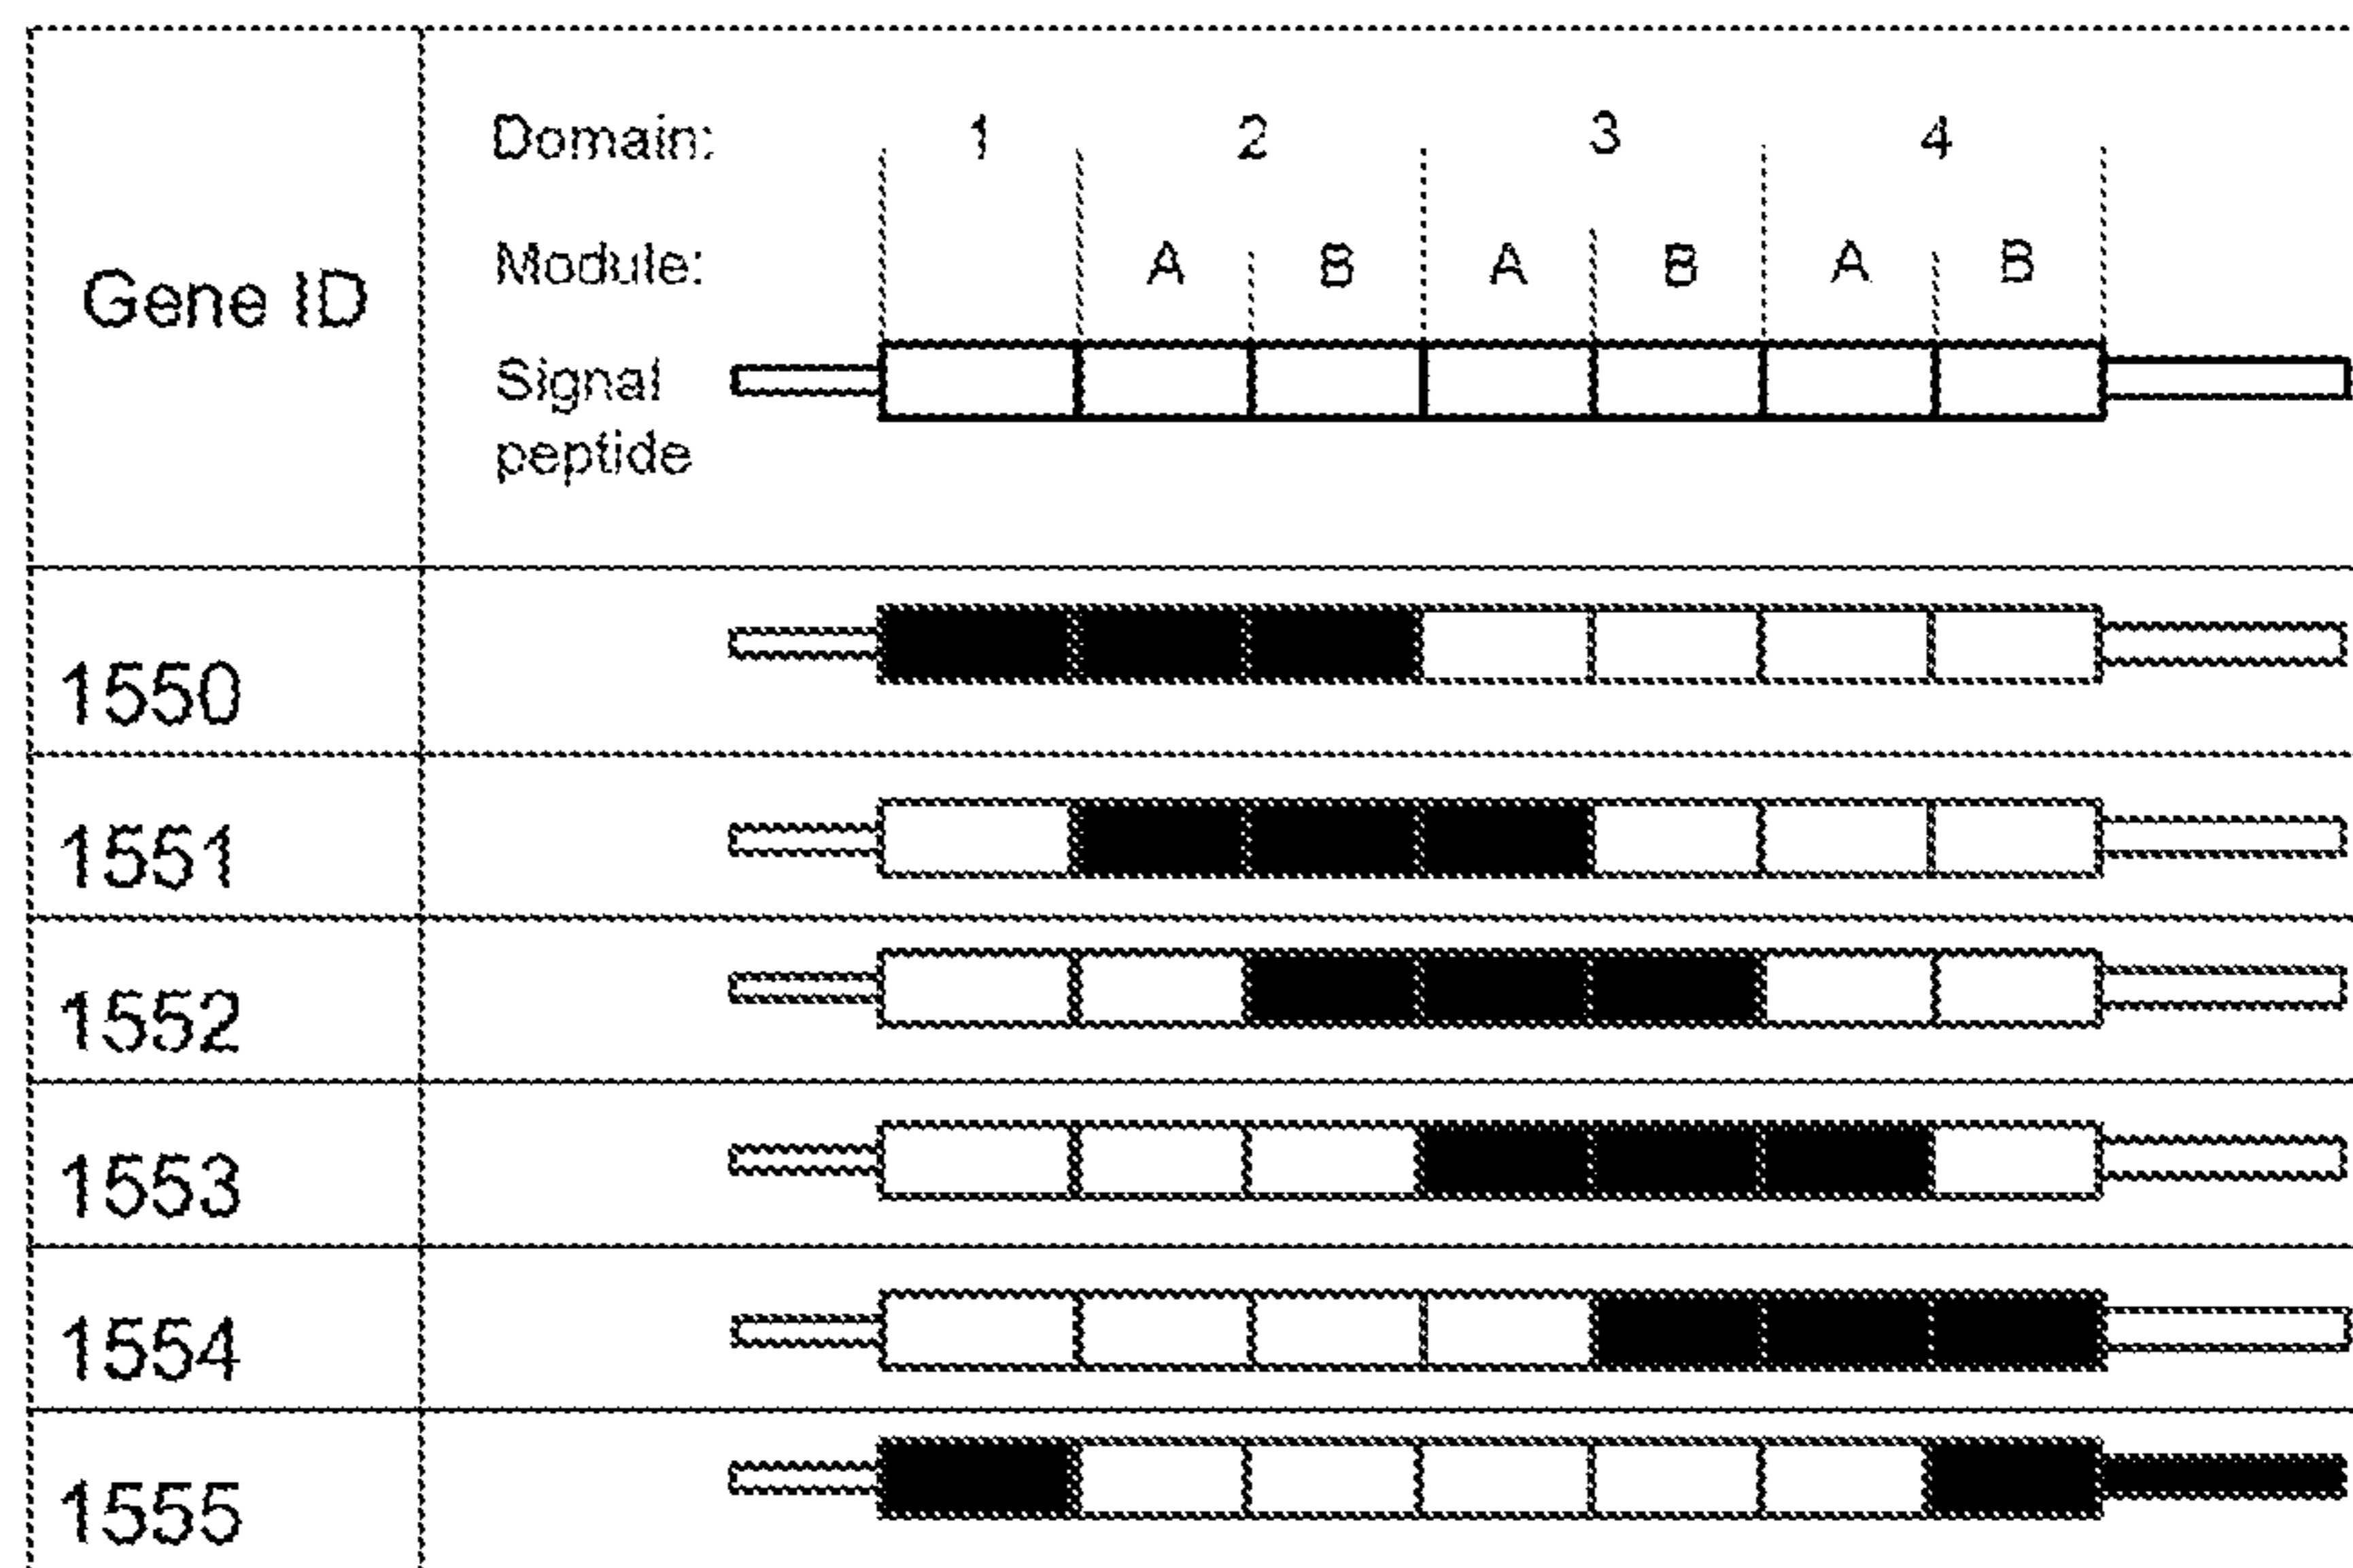 Gene ID
Domain: 1 2 3 4
Module: A B A B A B
Signal
peptide
1550
1551
1552
1553
1554
1555